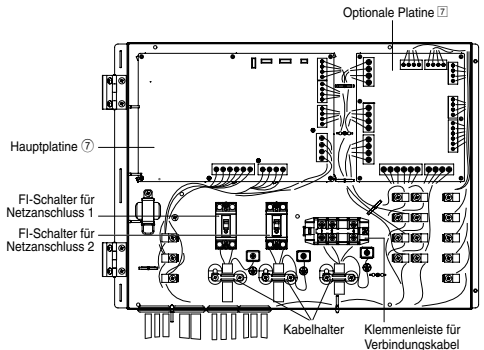 Optionale Platine 7
Hauptplatine ⑦
FI-Schalter für
Netzanschluss 1
FI-Schalter für
Netzanschluss 2
Kabelhalter
Klemmenleiste für
Verbindungskabel